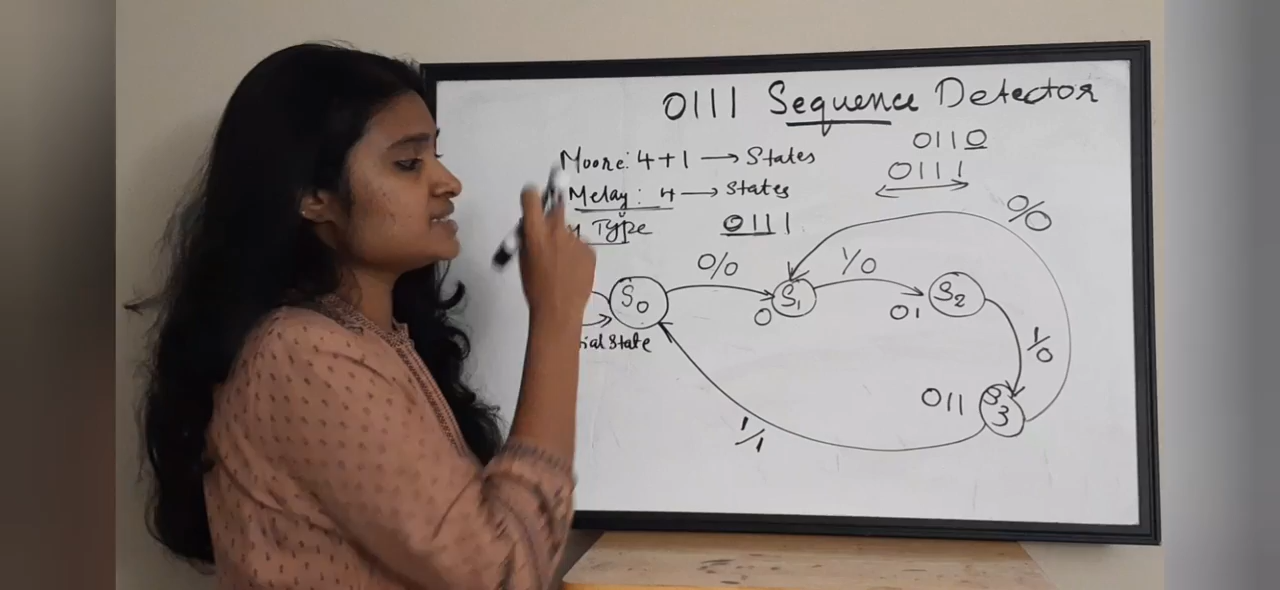 0111 Sequence Detector
0110
0111
Moore: 4+1 → States
Melay: 4 → States
Type
0111
0/0
0/0
1/0
S0
S1
S2
0
01
ial State
1/0
011
S3
1/1